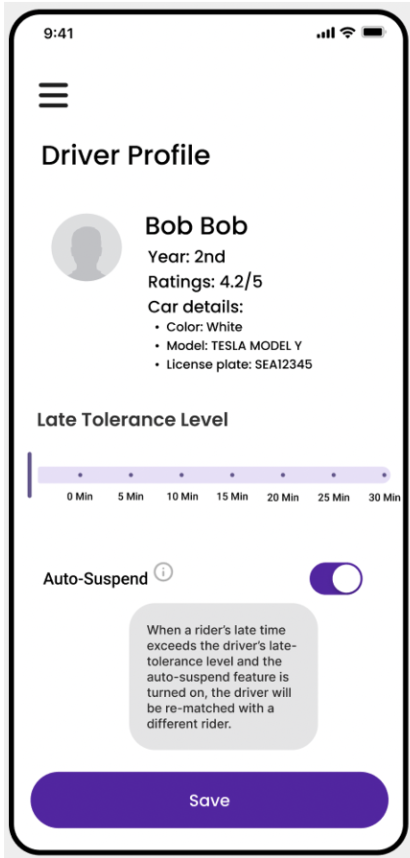 9:41
Driver Profile
Bob Bob
Year: 2nd
Ratings: 4.2/5
Car details:
• Color: White
• Model: TESLA MODEL Y
• License plate: SEA12345
Late Tolerance Level
0 Min 5 Min 10 Min 15 Min 20 Min 25 Min 30 Min
Auto-Suspend i
When a rider's late time
exceeds the driver's late-
tolerance level and the
auto-suspend feature is
turned on, the driver will
be re-matched with a
different rider.
Save